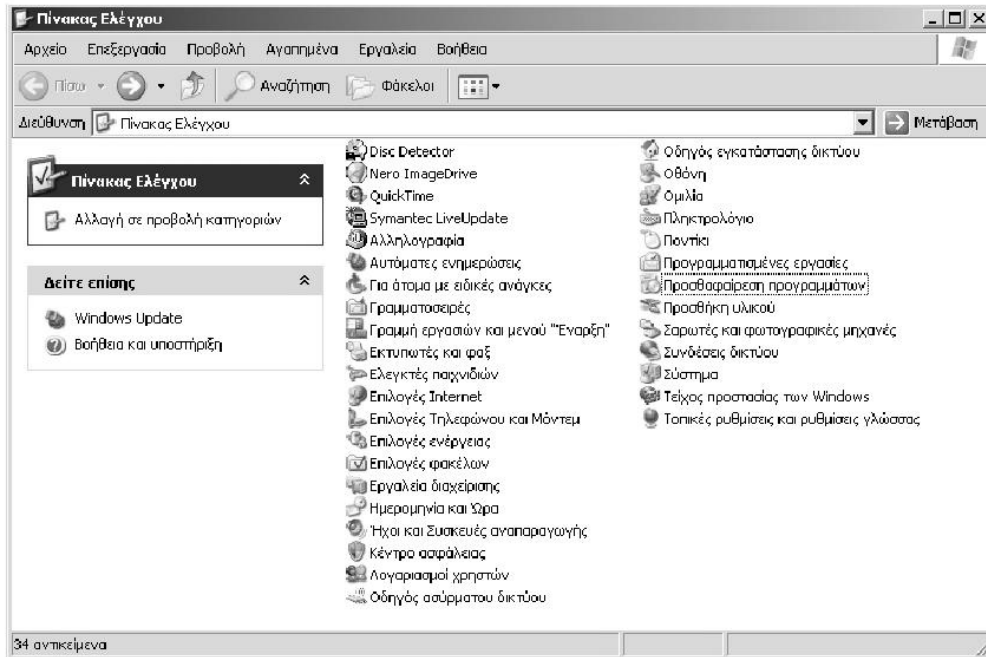 Πίνακας Ελέγχου
Αρχείο Επεξεργασία Προβολή Αγαπημένα Εργαλεία Βοήθεια
Πίσω Αναζήτηση Φάκελοι
Διεύθυνση Πίνακας Ελέγχου Μετάβαση
Πίνακας Ελέγχου
Αλλαγή σε προβολή κατηγοριών
Δείτε επίσης
Windows Update
Βοήθεια και υποστήριξη
Disc Detector
Nero ImageDrive
QuickTime
Symantec LiveUpdate
Αλληλογραφία
Αυτόματες ενημερώσεις
Για άτομα με ειδικές ανάγκες
Γραμματοσειρές
Γραμμή εργασιών και μενού "Έναρξη"
Εκτυπωτές και φαξ
Ελεγκτές παιχνιδιών
Επιλογές Internet
Επιλογές Τηλεφώνου και Μόντεμ
Επιλογές ενέργειας
Επιλογές φακέλων
Εργαλεία διαχείρισης
Ημερομηνία και Ώρα
Ήχοι και Συσκευές αναπαραγωγής
Κέντρο ασφάλειας
Λογαριασμοί χρηστών
Οδηγός ασύρματου δικτύου
Οδηγός εγκατάστασης δικτύου
Οθόνη
Ομιλία
Πληκτρολόγιο
Ποντίκι
Προγραμματισμένες εργασίες
Προσθαφαίρεση προγραμμάτων
Προσθήκη υλικού
Σαρωτές και φωτογραφικές μηχανές
Συνδέσεις δικτύου
Σύστημα
Τείχος προστασίας των Windows
Τοπικές ρυθμίσεις και ρυθμίσεις γλώσσας
34 αντικείμενα